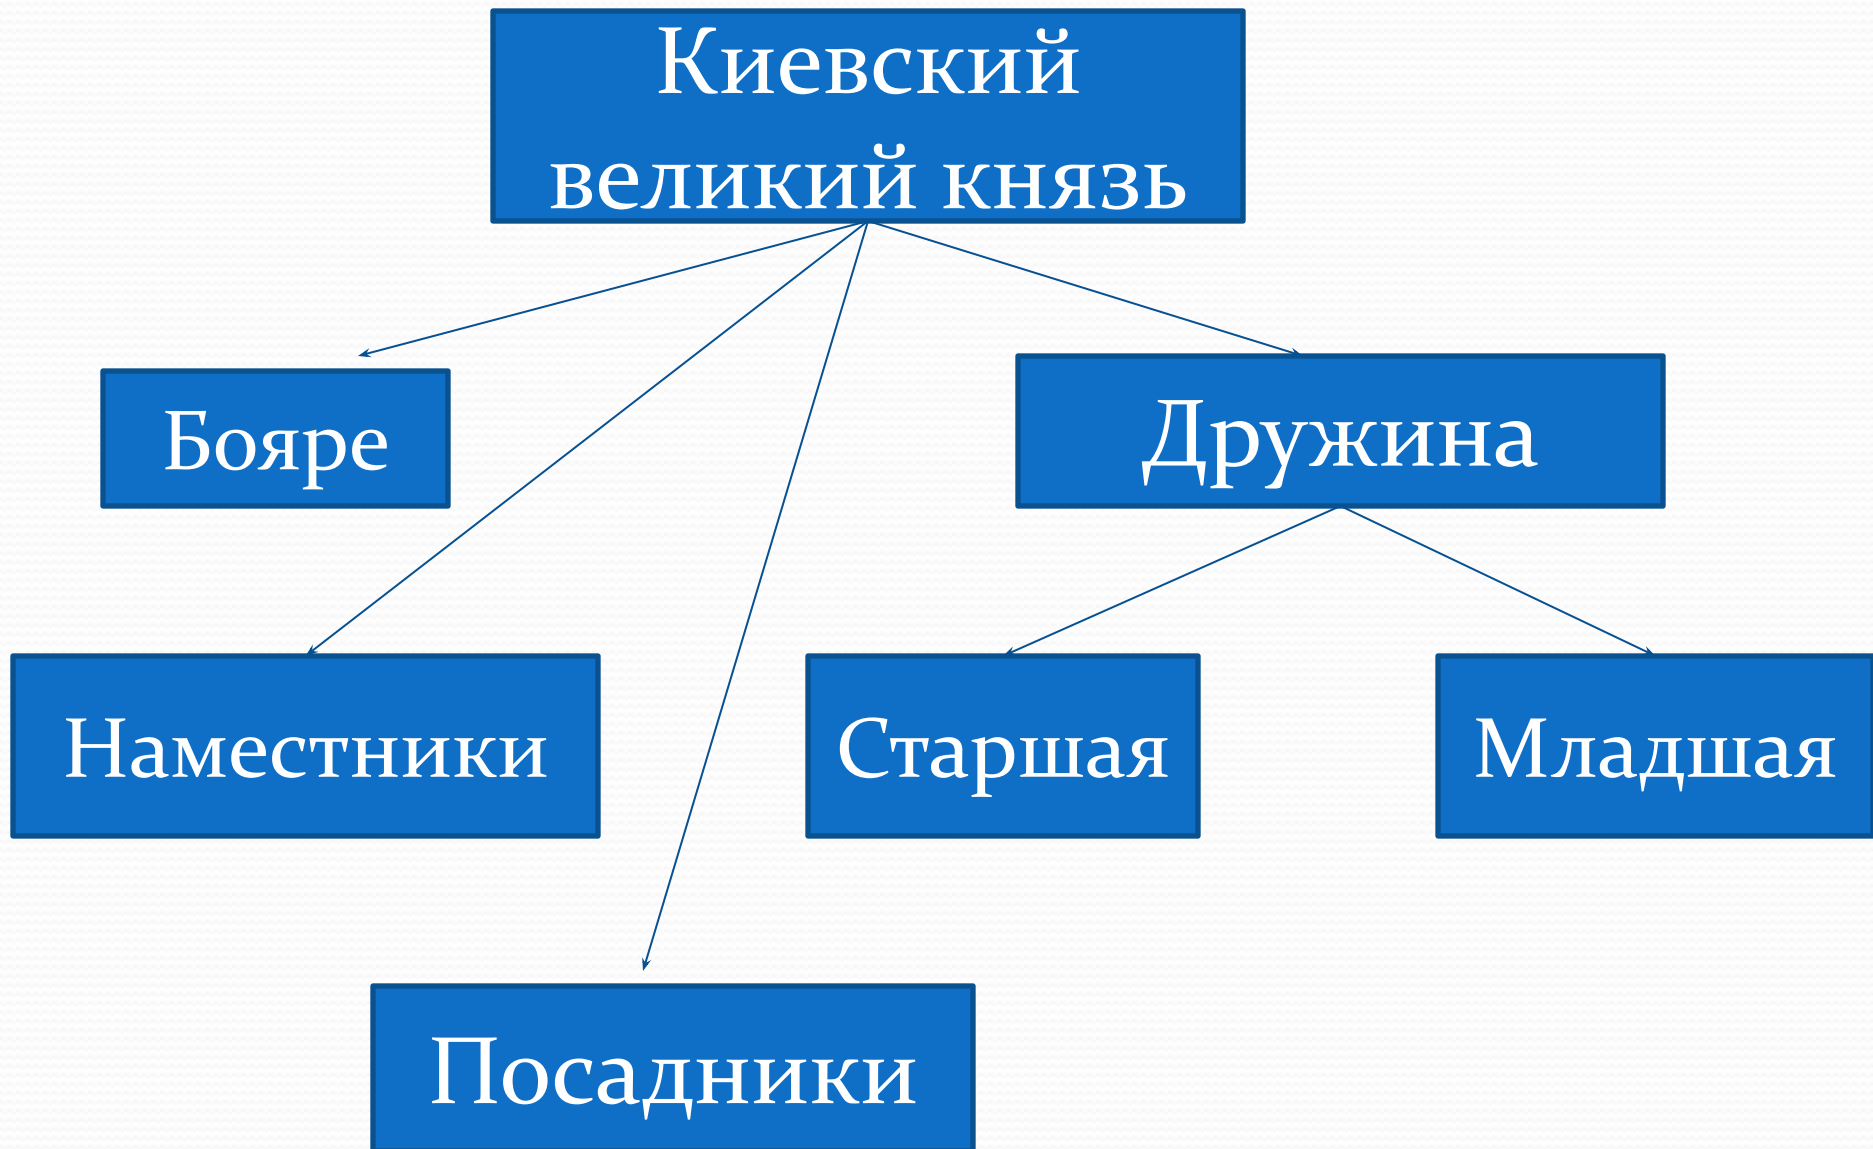 Киевский
великий князь
Бояре
Дружина
Наместники
Старшая
Младшая
Посадники